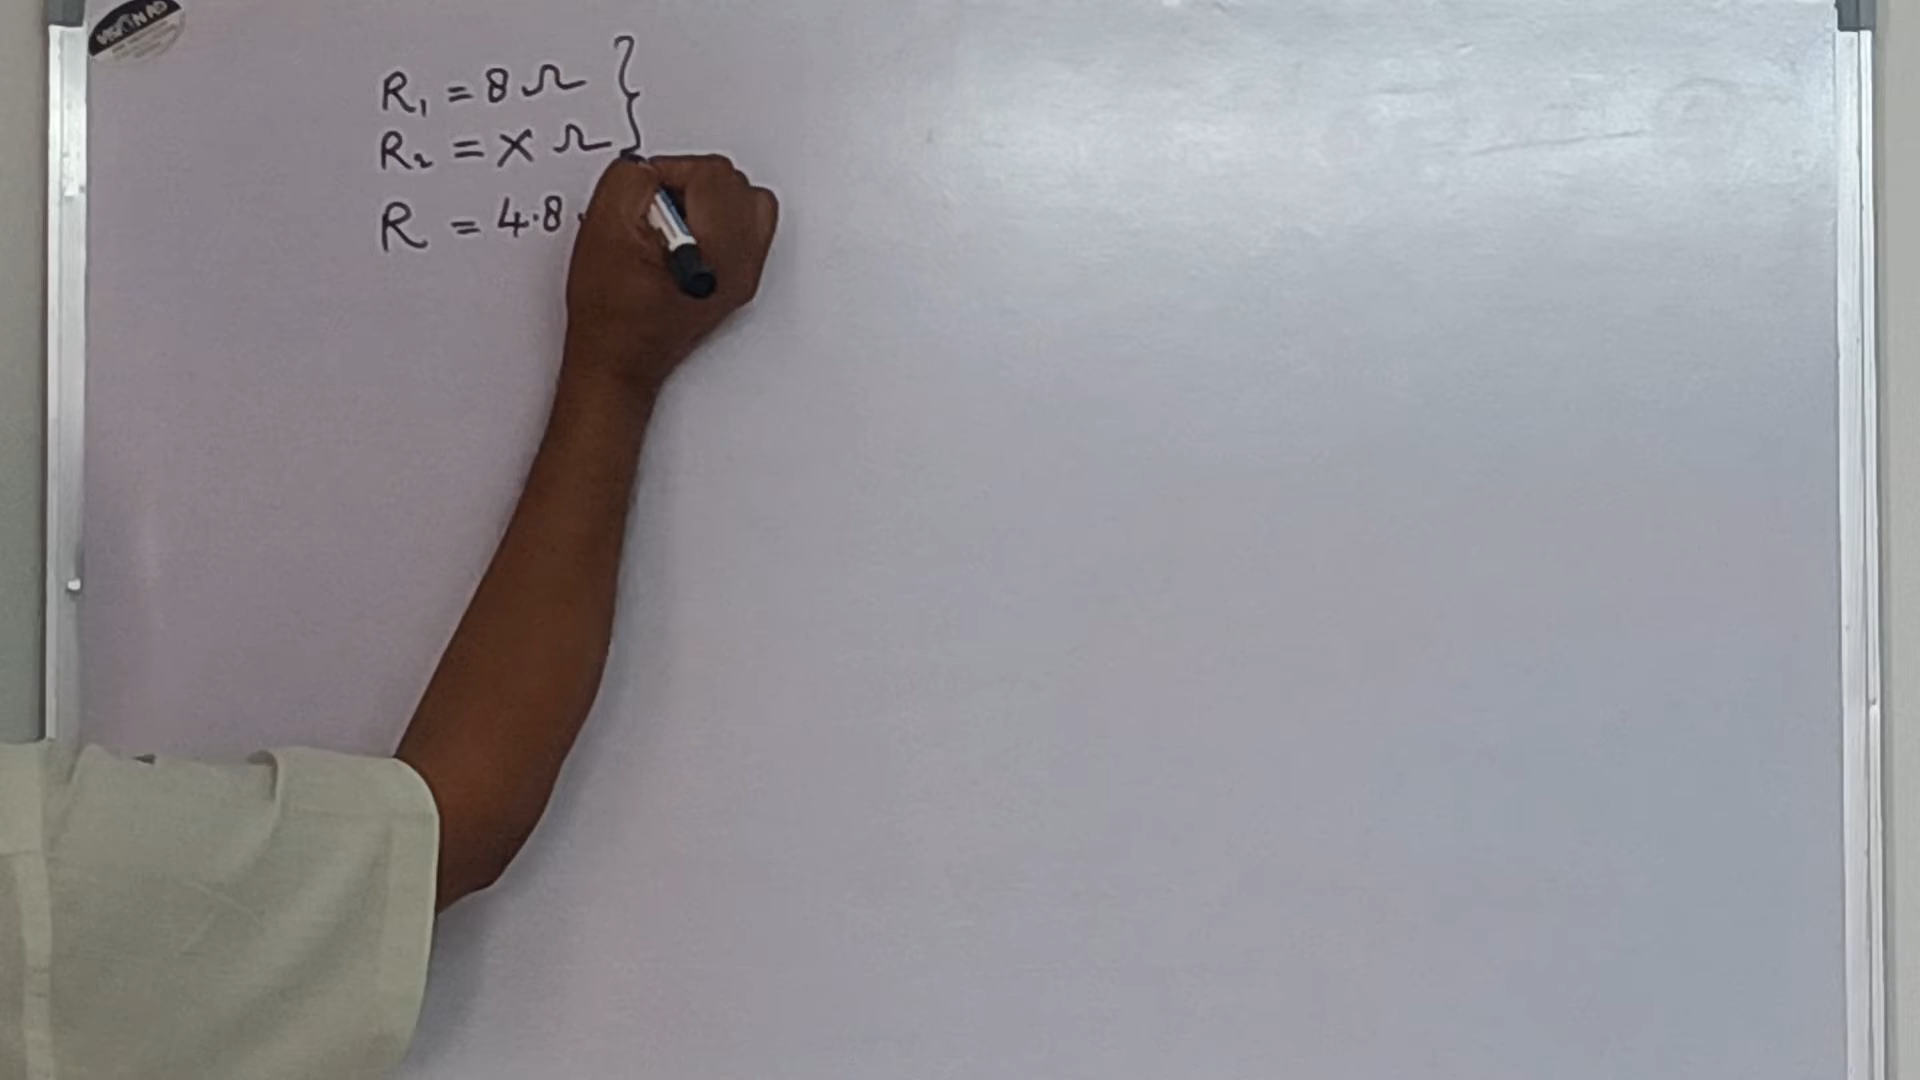 R₁ = 8 Ω
R₂ = x Ω
R = 4.8